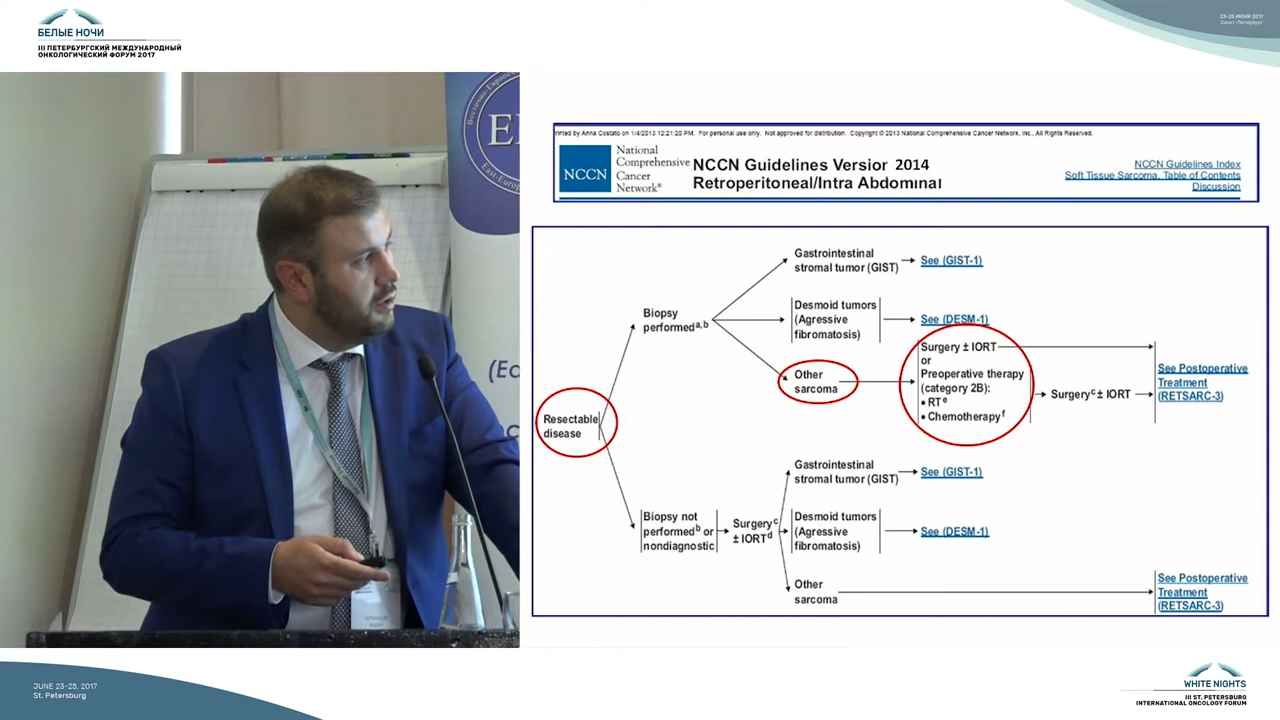 БЕЛЫЕ НОЧИ
III ПЕТЕРБУРГСКИЙ МЕЖДУНАРОДНЫЙ
ОНКОЛОГИЧЕСКИЙ ФОРУМ 2017
23-25 ИЮНЯ 2017
Санкт-Петербург
rinted by Anna Costato on 1/4/2013 12:21:20 PM. For personal use only. Not approved for distribution. Copyright © 2013 National Comprehensive Cancer Network, Inc., All Rights Reserved.
NCCN
National
Comprehensive
Cancer
Network®
NCCN Guidelines Versior 2014
Retroperitoneal/Intra Abdominal
NCCN Guidelines Index
Soft Tissue Sarcoma, Table of Contents
Discussion
Resectable
disease
Biopsy
performed a,b
Gastrointestinal
stromal tumor (GIST)
See (GIST-1)
Desmoid tumors
(Agressive
fibromatosis)
See (DESM-1)
Other
sarcoma
Surgery ± IORT
or
Preoperative therapy
(category 2B):
• RT e
• Chemotherapy f
Surgery c ± IORT
See Postoperative
Treatment
(RETSARC-3)
Biopsy not
performed b or
nondiagnostic
Surgery c
± IORT d
Gastrointestinal
stromal tumor (GIST)
See (GIST-1)
Desmoid tumors
(Agressive
fibromatosis)
See (DESM-1)
Other
sarcoma
See Postoperative
Treatment
(RETSARC-3)
JUNE 23-25, 2017
St. Petersburg
WHITE NIGHTS
III ST. PETERSBURG
INTERNATIONAL ONCOLOGY FORUM